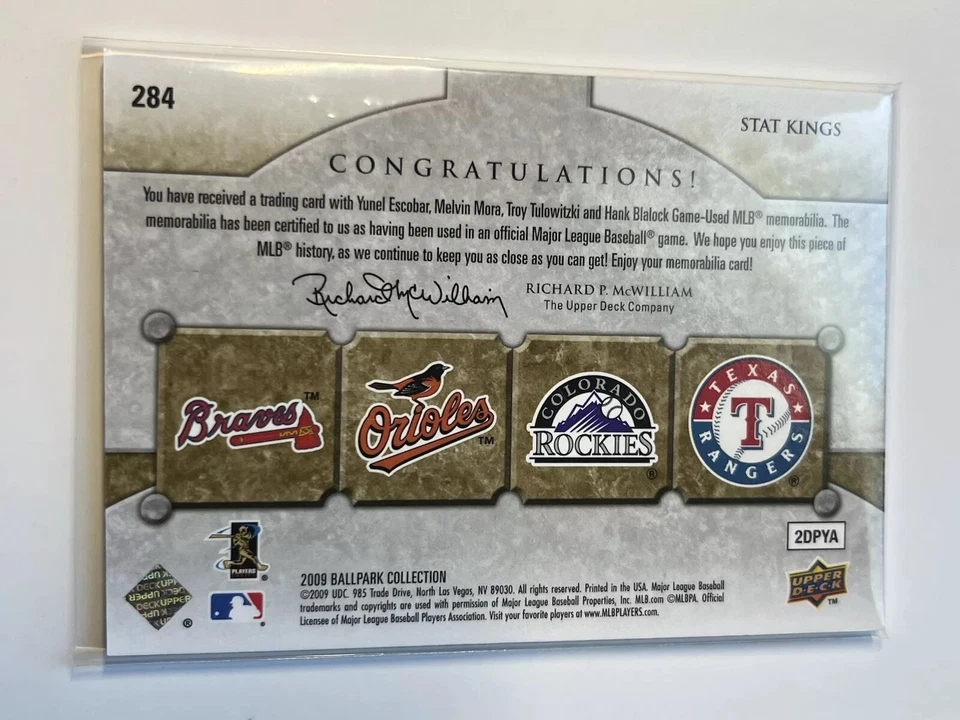 284
STAT KINGS
CONGRATULATIONS!
You have received a trading card with Yunel Escobar, Melvin Mora, Troy Tulowitzki and Hank Blalock Game-Used MLB® memorabilia. The
memorabilia has been certified to us as having been used in an official Major League Baseball® game. We hope you enjoy this piece of
MLB® history, as we continue to keep you as close as you can get! Enjoy your memorabilia card!
Richard McWilliam
RICHARD P. McWILLIAM
The Upper Deck Company
Braves™
Orioles™
COLORADO
ROCKIES®
TEXAS
T
RANGERS®
2DPYA
PLAYERS®
®
®
UPPER
DECK™
2009 BALLPARK COLLECTION
©2009 UDC. 985 Trade Drive, North Las Vegas, NV 89030. All rights reserved. Printed in the USA. Major League Baseball
trademarks and copyrights are used with permission of Major League Baseball Properties, Inc. MLB.com ©MLBPA. Official
Licensee of Major League Baseball Players Association. Visit your favorite players at www.MLBPLAYERS.com.